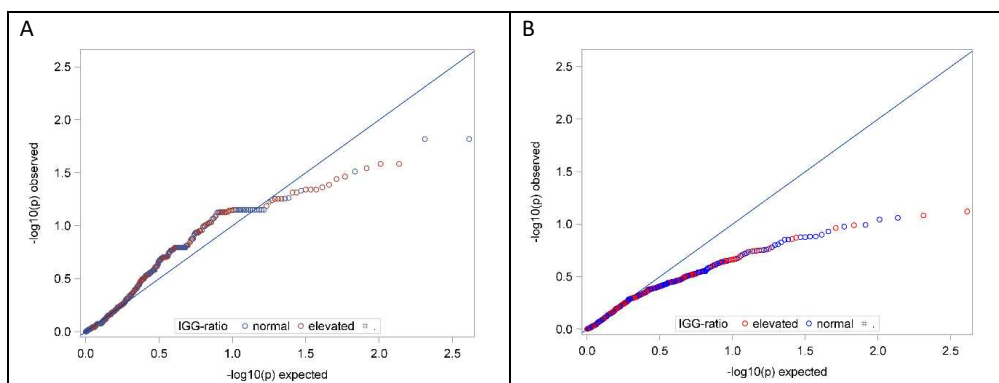 A
-log10(p) observed
2.5
2.0
1.5
1.0
0.5
0.0
IGG-ratio normal elevated .
0.0 0.5 1.0 1.5 2.0 2.5
-log10(p) expected
B
-log10(p) observed
2.5
2.0
1.5
1.0
0.5
0.0
IGG-ratio elevated normal .
0.0 0.5 1.0 1.5 2.0 2.5
-log10(p) expected